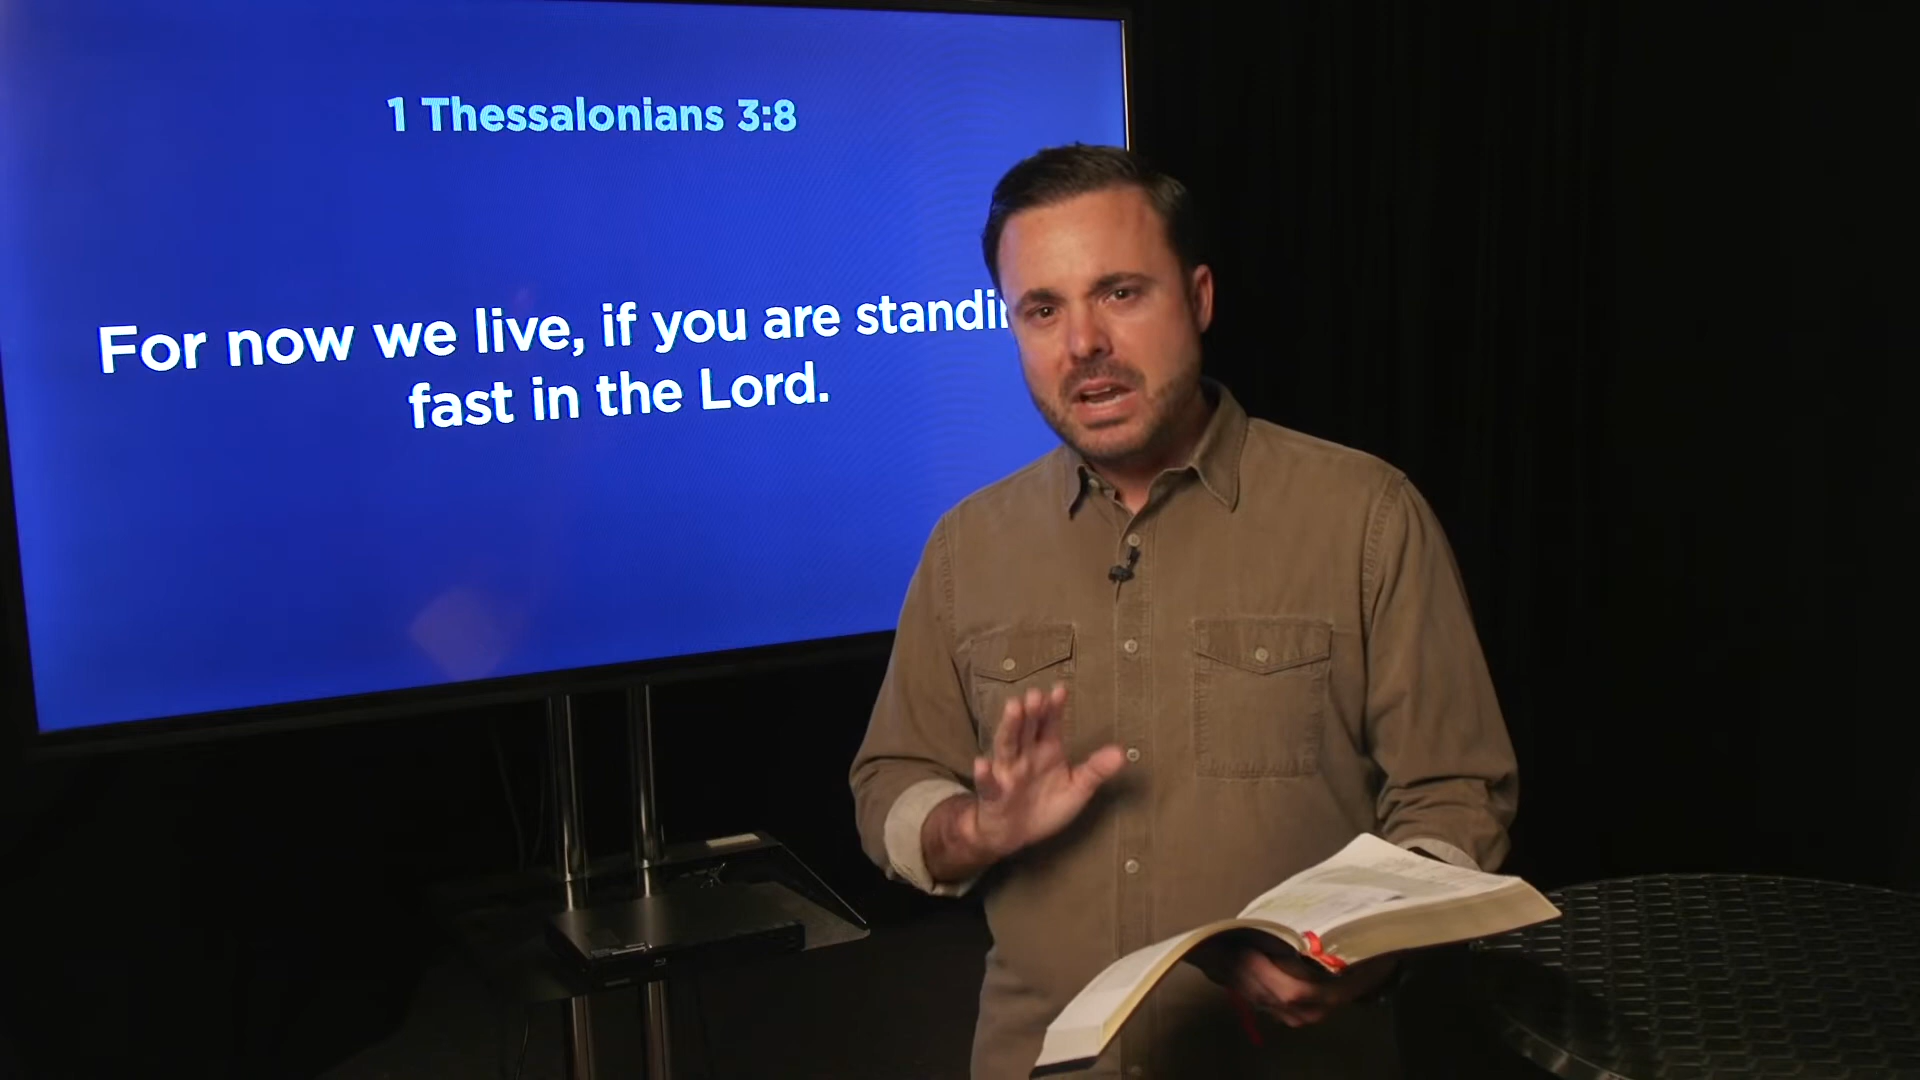 1 Thessalonians 3:8
For now we live, if you are standi
fast in the Lord.